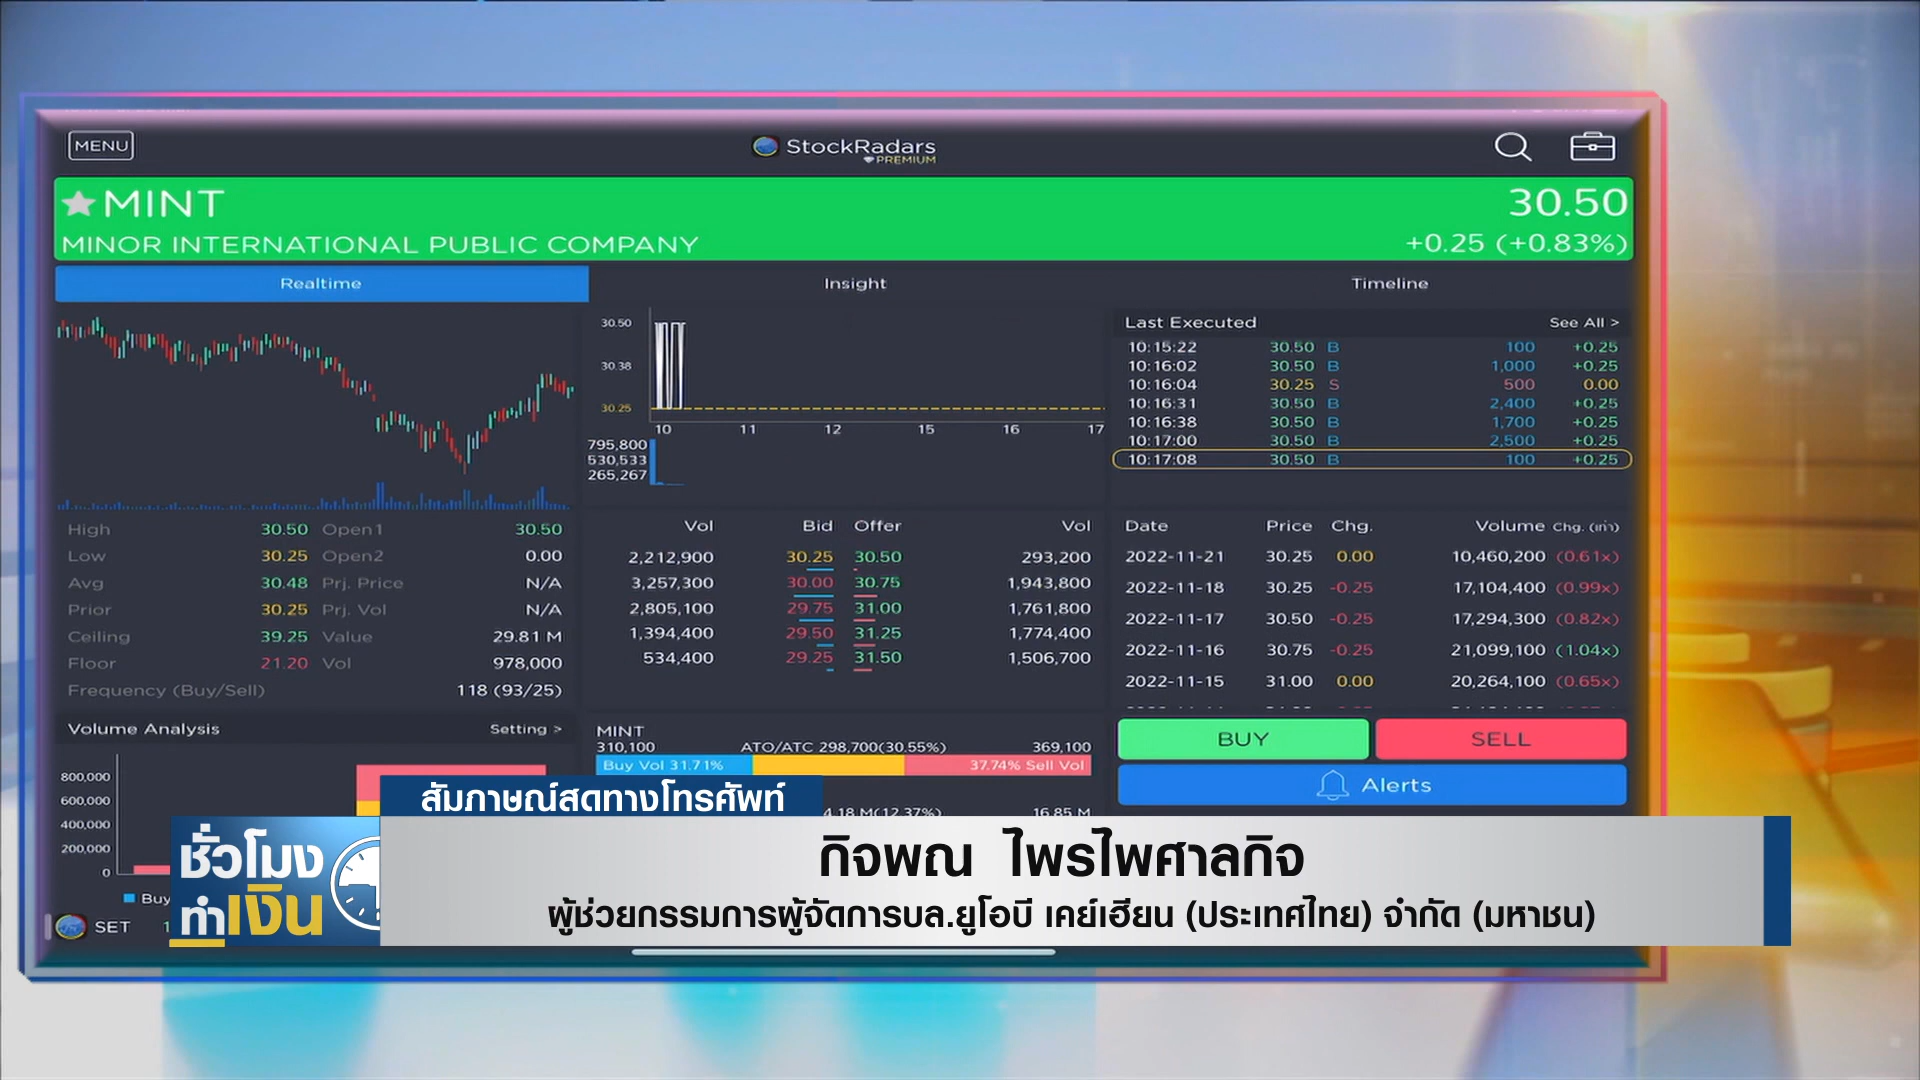 MENU
StockRadars
PREMIUM
MINT
30.50
MINOR INTERNATIONAL PUBLIC COMPANY
+0.25 (+0.83%)
Realtime
Insight
Timeline
30.50
30.38
30.25
10 11 12 15 16 17
795,800
530,533
265,267
Last Executed See All >
10:15:22 30.50 B 100 +0.25
10:16:02 30.50 B 1,000 +0.25
10:16:04 30.25 S 500 0.00
10:16:31 30.50 B 2,400 +0.25
10:16:38 30.50 B 1,700 +0.25
10:17:00 30.50 B 2,500 +0.25
10:17:08 30.50 B 100 +0.25
High 30.50 Open1 30.50
Low 30.25 Open2 0.00
Avg 30.48 Prj. Price N/A
Prior 30.25 Prj. Vol N/A
Ceiling 39.25 Value 29.81 M
Floor 21.20 Vol 978,000
Frequency (Buy/Sell) 118 (93/25)
Vol Bid Offer Vol
2,212,900 30.25 30.50 293,200
3,257,300 30.00 30.75 1,943,800
2,805,100 29.75 31.00 1,761,800
1,394,400 29.50 31.25 1,774,400
534,400 29.25 31.50 1,506,700
Date Price Chg. Volume Chg. (เท่า)
2022-11-21 30.25 0.00 10,460,200 (0.61x)
2022-11-18 30.25 -0.25 17,104,400 (0.99x)
2022-11-17 30.50 -0.25 17,294,300 (0.82x)
2022-11-16 30.75 -0.25 21,099,100 (1.04x)
2022-11-15 31.00 0.00 20,264,100 (0.65x)
Volume Analysis Setting >
800,000
600,000
400,000
200,000
0
Buy
MINT
310,100 ATO/ATC 298,700(30.55%) 369,100
Buy Vol 31.71% 37.74% Sell Vol
4.18 M(12.37%) 16.85 M
BUY
SELL
Alerts
SET
สัมภาษณ์สดทางโทรศัพท์
ชั่วโมง
ทำเงิน
กิจพณ ไพรไพศาลกิจ
ผู้ช่วยกรรมการผู้จัดการบล.ยูโอบี เคย์เฮียน (ประเทศไทย) จำกัด (มหาชน)